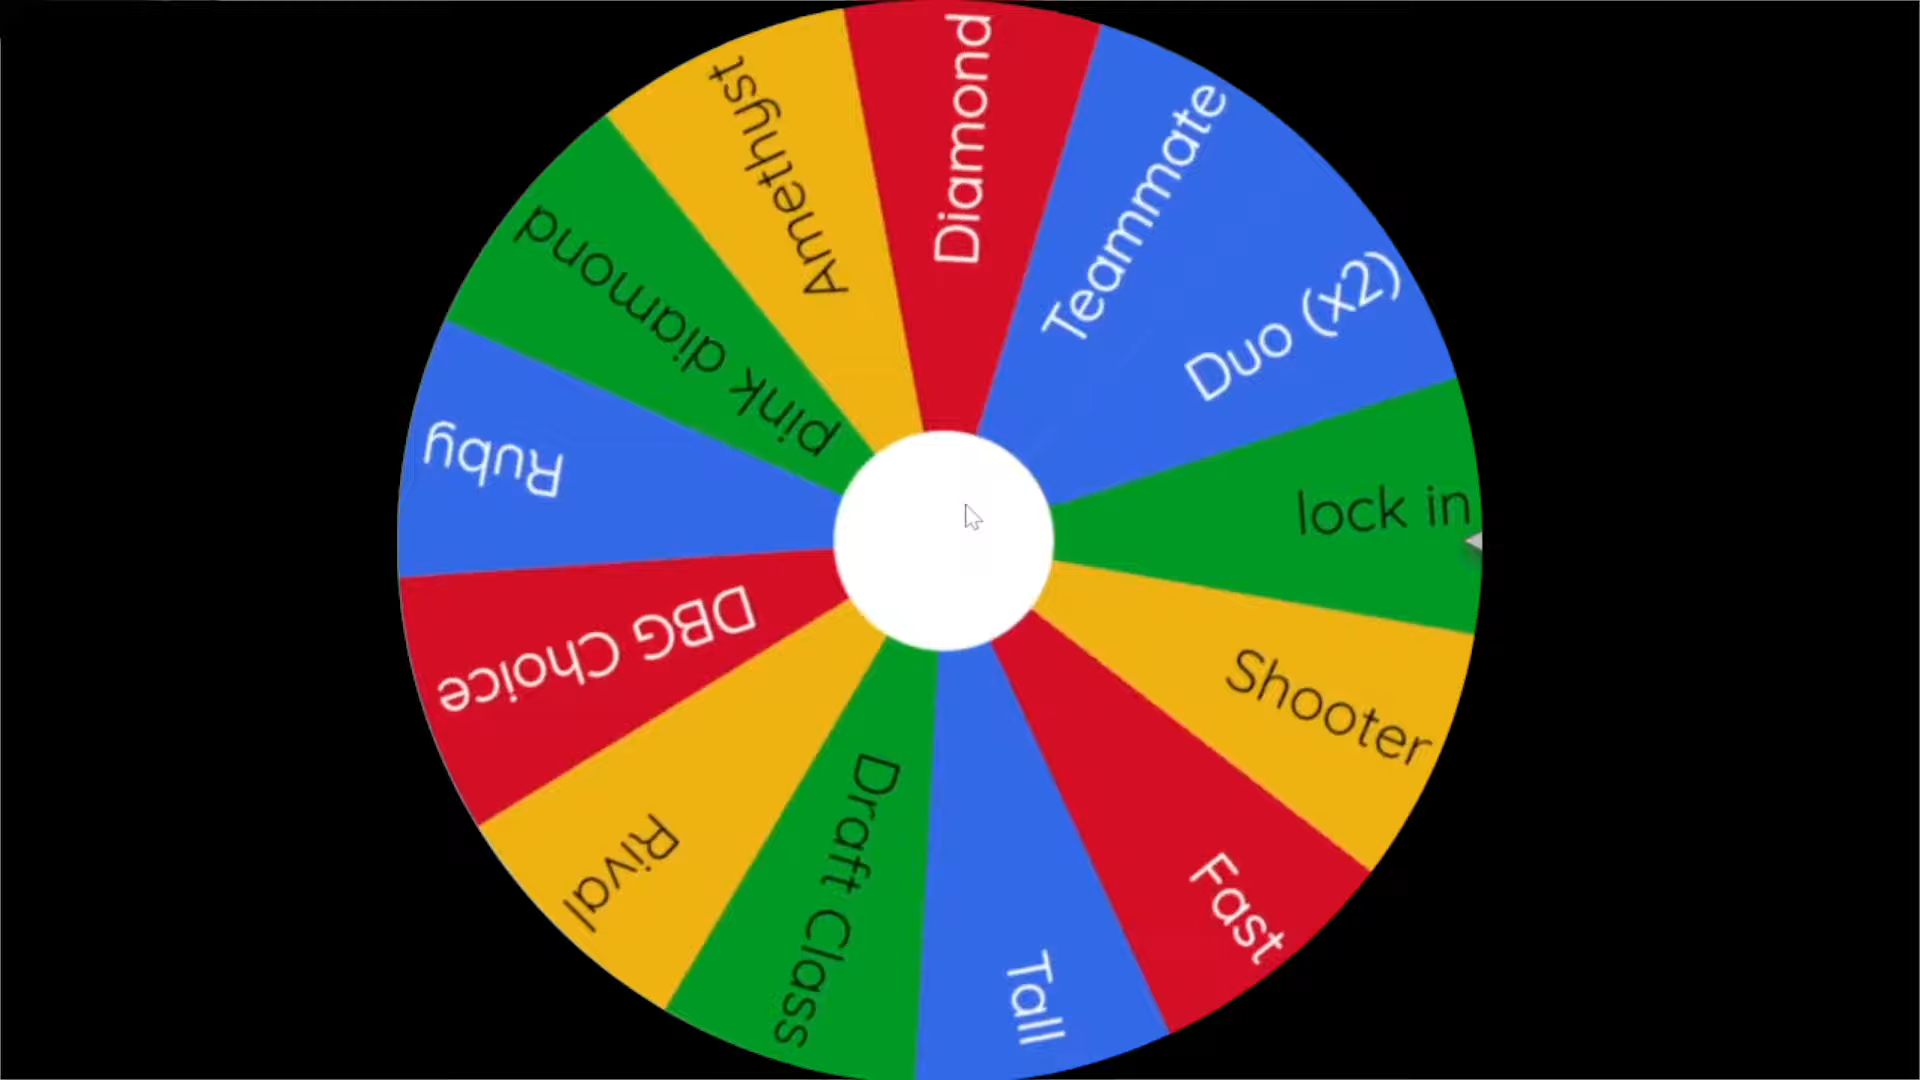 Diamond
Teammate
Duo (x2)
lock in
Shooter
Fast
Tall
Draft Class
Rival
DBG Choice
Ruby
pink diamond
Amethyst